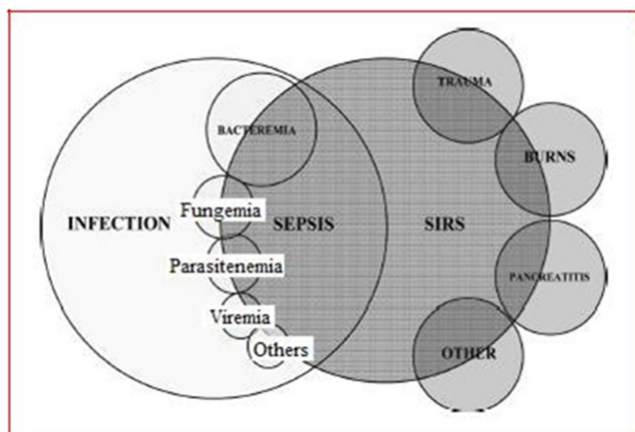 TRAUMA
BACTEREMIA
BURNS
Fungemia
INFECTION
SEPSIS
SIRS
Parasitenemia
PANCREATITIS
Viremia
Others
OTHER